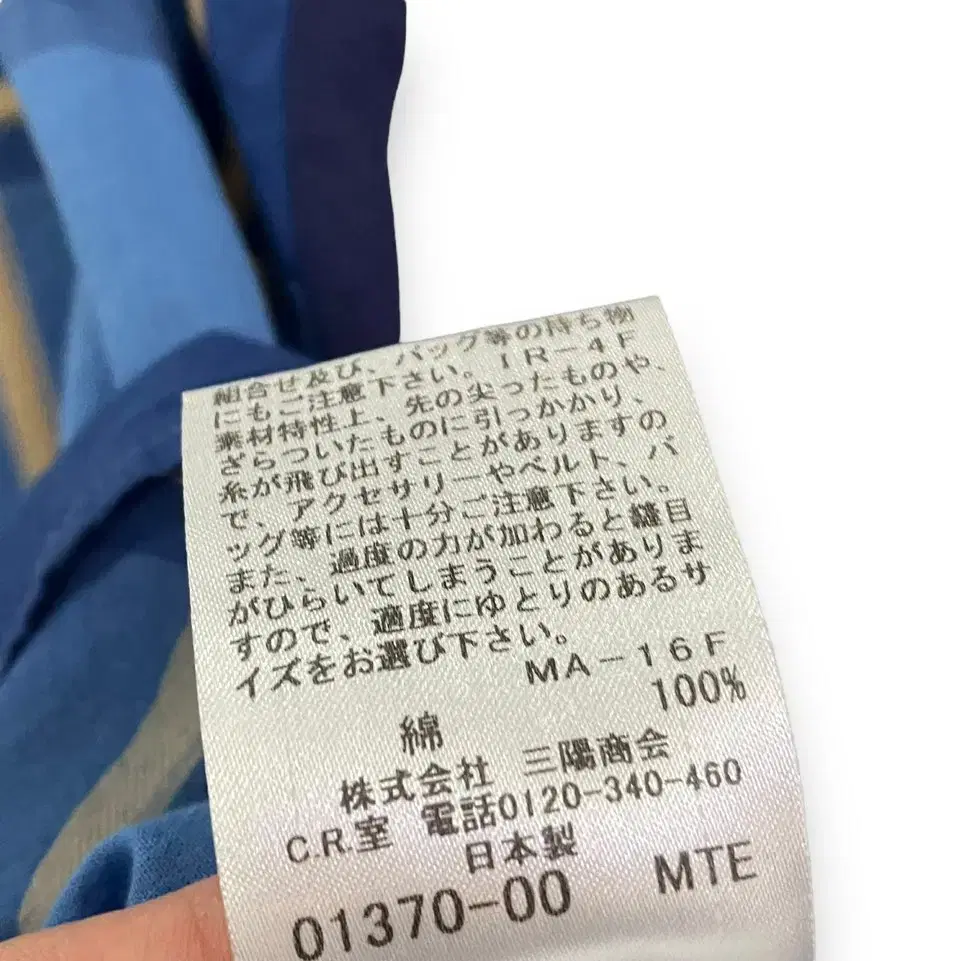 組合せ及び、バッグ等の持ち物
にもご注意下さい。IR-4F
素材特性上、先の尖ったものや、
ざらついたものに引っかかり、
糸が飛び出すことがありますの
で、アクセサリーやベルト、バ
ッグ等には十分ご注意下さい。
また、過度の力が加わると縫目
がひらいてしまうことがありま
すので、適度にゆとりのあるサ
イズをお選び下さい。
MA-16F
綿 100%
株式会社 三陽商会
C.R.室 電話0120-340-460
日本製
01370-00 MTE